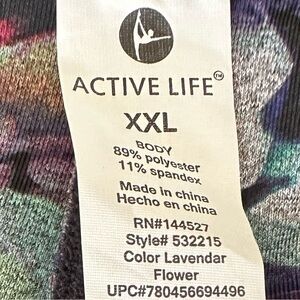 ACTIVE LIFE™
XXL
BODY
89% polyester
11% spandex
Made in china
Hecho en china
RN#144527
Style# 532215
Color Lavendar
Flower
UPC#780456694496